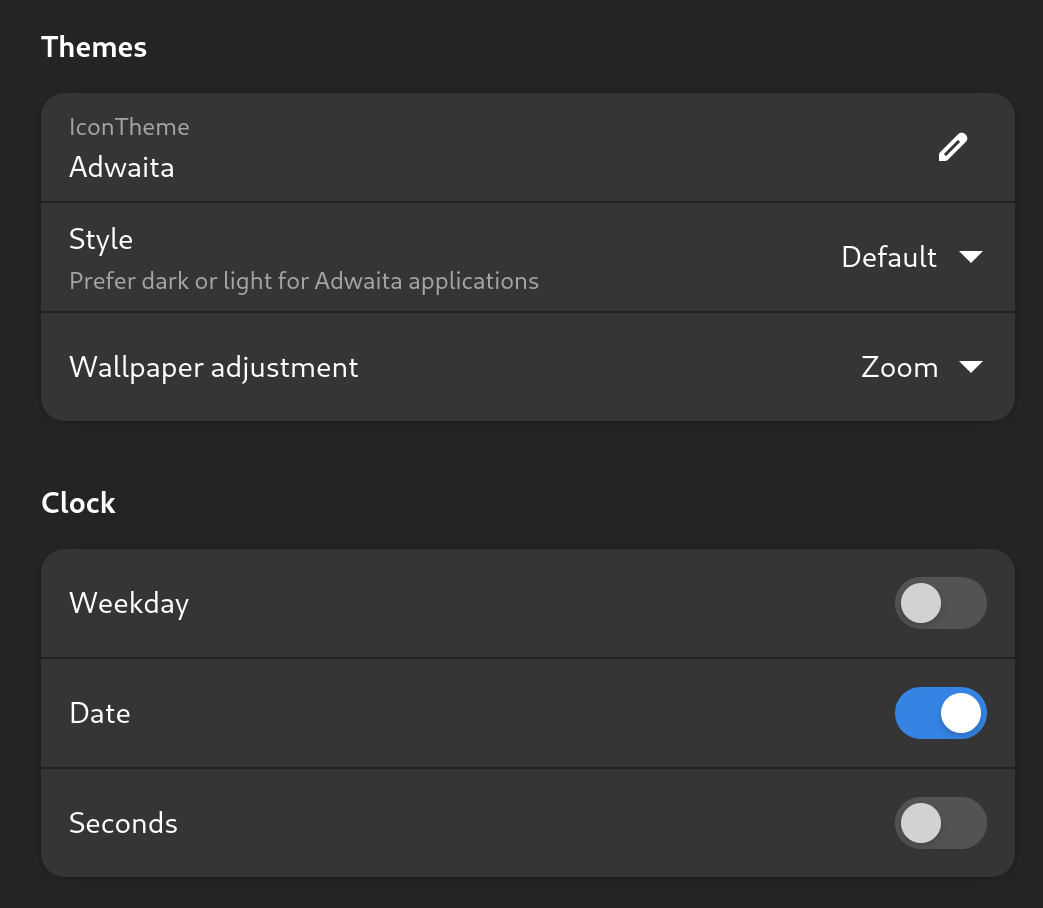 Themes
IconTheme
Adwaita
Style
Prefer dark or light for Adwaita applications
Default
Wallpaper adjustment
Zoom
Clock
Weekday
Date
Seconds